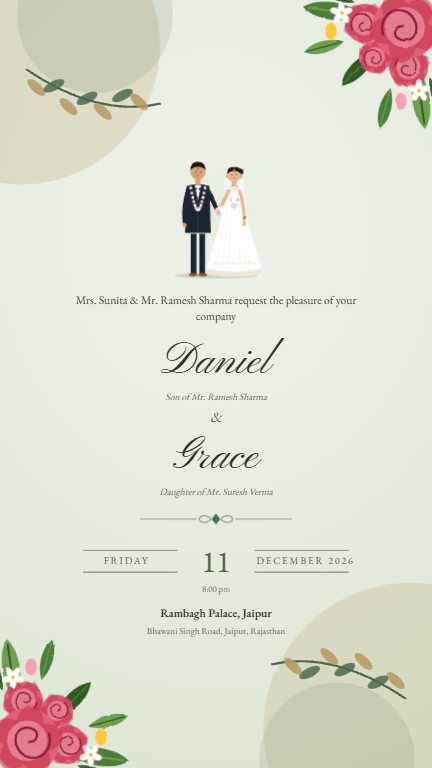 Mrs. Sunita & Mr. Ramesh Sharma request the pleasure of your
company
Daniel
Son of Mr. Ramesh Sharma
&
Grace
Daughter of Mr. Suresh Verma
FRIDAY 11 DECEMBER 2026
8:00 pm
Rambagh Palace, Jaipur
Bhawani Singh Road, Jaipur, Rajasthan